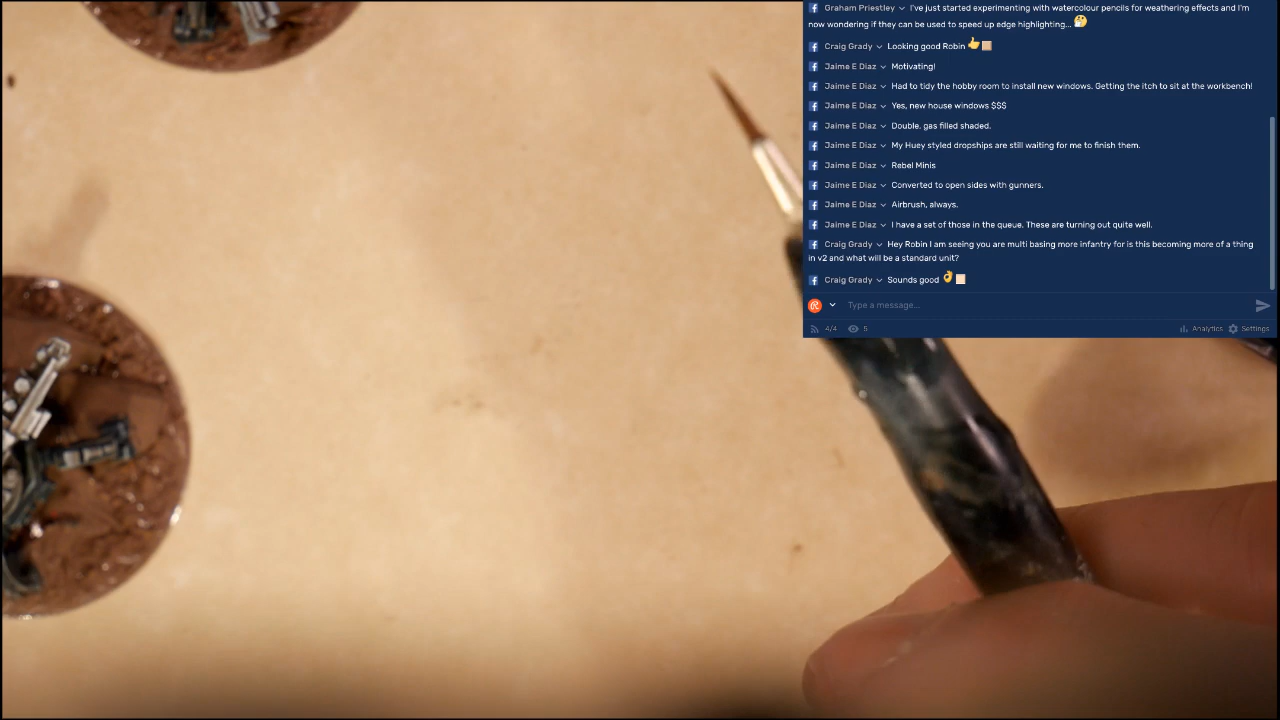 Graham Priestley I've just started experimenting with watercolour pencils for weathering effects and I'm
now wondering if they can be used to speed up edge highlighting... 🤔
Craig Grady Looking good Robin 👍🏼
Jaime E Diaz Motivating!
Jaime E Diaz Had to tidy the hobby room to install new windows. Getting the itch to sit at the workbench!
Jaime E Diaz Yes, new house windows $$$
Jaime E Diaz Double, gas filled shaded.
Jaime E Diaz My Huey styled dropships are still waiting for me to finish them.
Jaime E Diaz Rebel Minis
Jaime E Diaz Converted to open sides with gunners.
Jaime E Diaz Airbrush, always.
Jaime E Diaz I have a set of those in the queue. These are turning out quite well.
Craig Grady Hey Robin I am seeing you are multi basing more infantry for is this becoming more of a thing
in v2 and what will be a standard unit?
Craig Grady Sounds good 👌🏻
Type a message...
4/4 5 Analytics Settings